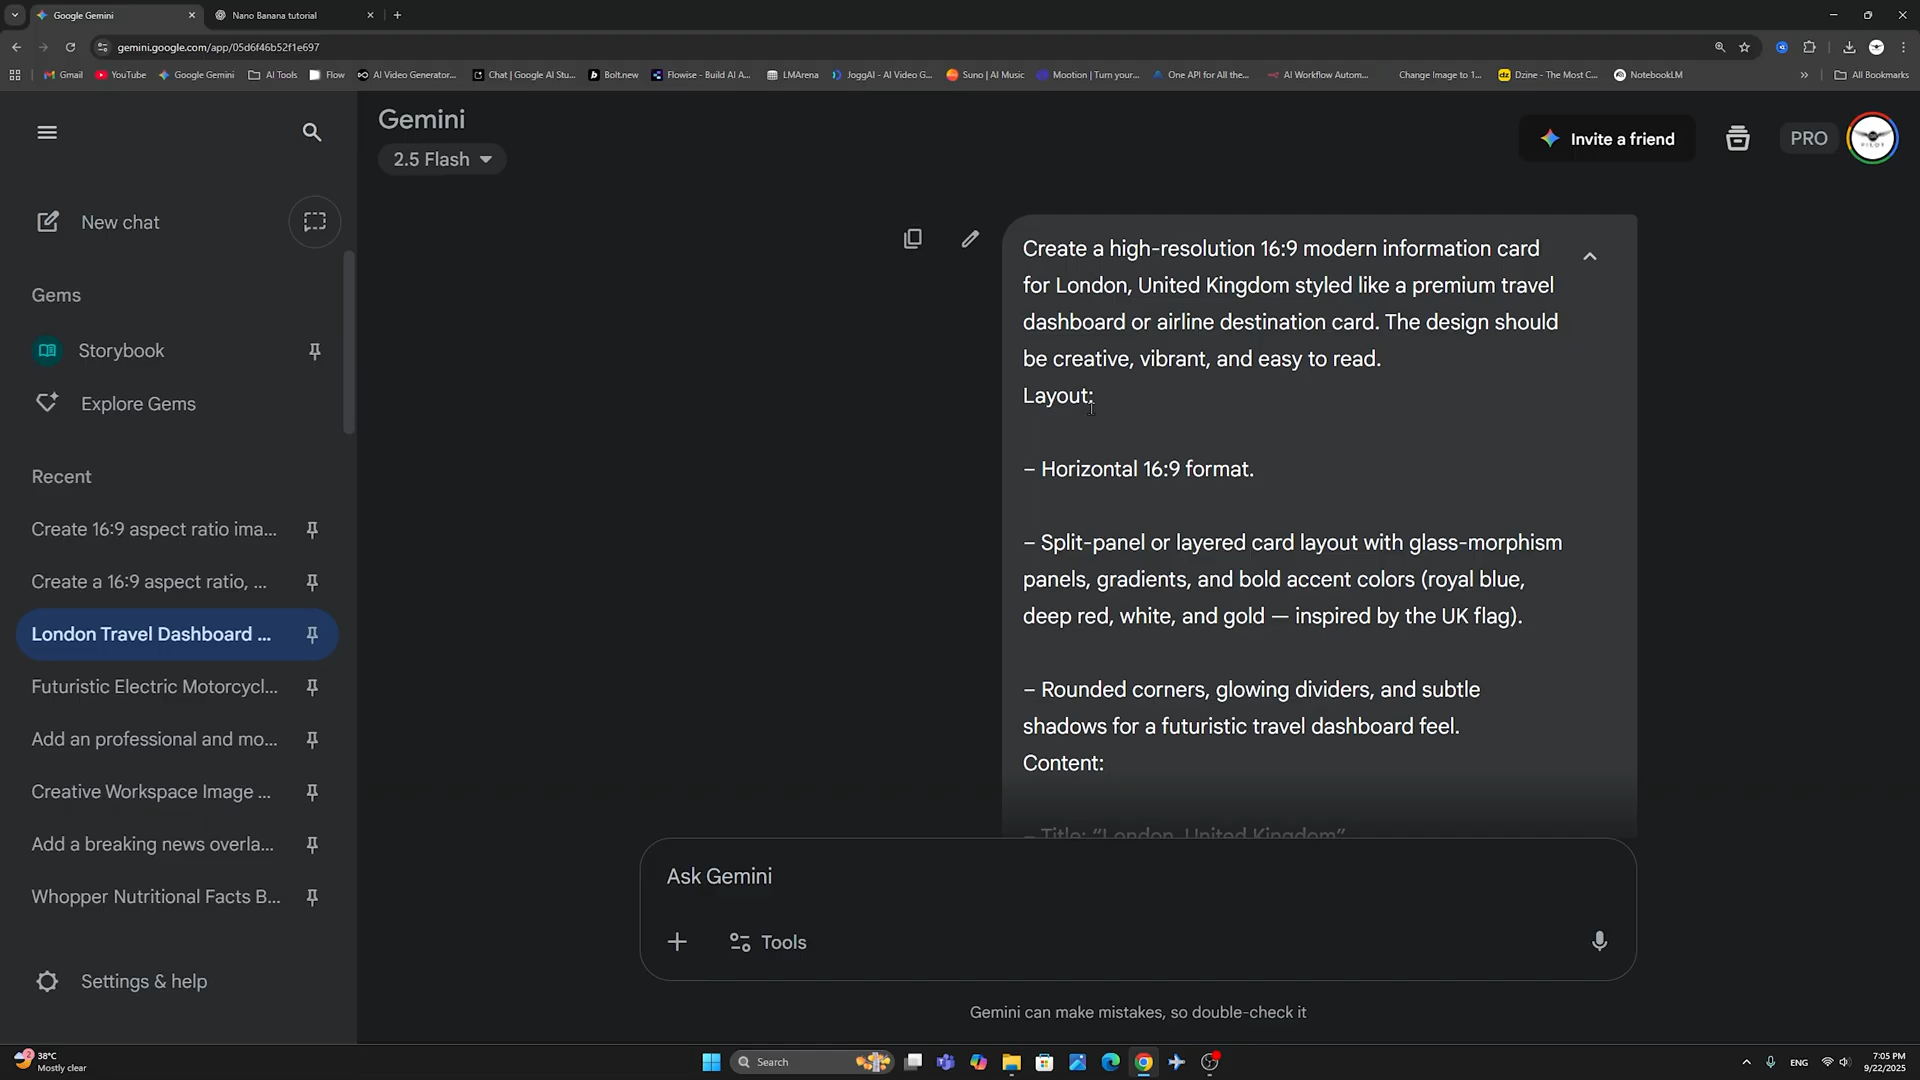 Google Gemini
Nano Banana tutorial
gemini.google.com/app/05d6f46b52f1e697
Gmail
YouTube
Google Gemini
AI Tools
Flow
AI Video Generator...
Chat | Google AI Stu...
Bolt.new
Flowise - Build AI A...
LMArena
JoggAI - AI Video G...
Suno | AI Music
Mootion | Turn your...
One API for All the...
AI Workflow Autom...
Change Image to 1...
dz
Dzine - The Most C...
NotebookLM
All Bookmarks
Gemini
2.5 Flash
Invite a friend
PRO
PILOT
New chat
Gems
Storybook
Explore Gems
Recent
Create 16:9 aspect ratio ima...
Create a 16:9 aspect ratio, ...
London Travel Dashboard ...
Futuristic Electric Motorcycl...
Add an professional and mo...
Creative Workspace Image ...
Add a breaking news overla...
Whopper Nutritional Facts B...
Settings & help
Create a high-resolution 16:9 modern information card
for London, United Kingdom styled like a premium travel
dashboard or airline destination card. The design should
be creative, vibrant, and easy to read.
Layout:
– Horizontal 16:9 format.
– Split-panel or layered card layout with glass-morphism
panels, gradients, and bold accent colors (royal blue,
deep red, white, and gold — inspired by the UK flag).
– Rounded corners, glowing dividers, and subtle
shadows for a futuristic travel dashboard feel.
Content:
– Title: “London, United Kingdom”
Ask Gemini
Tools
Gemini can make mistakes, so double-check it
2
38°C
Mostly clear
Search
ENG
7:05 PM
9/22/2025